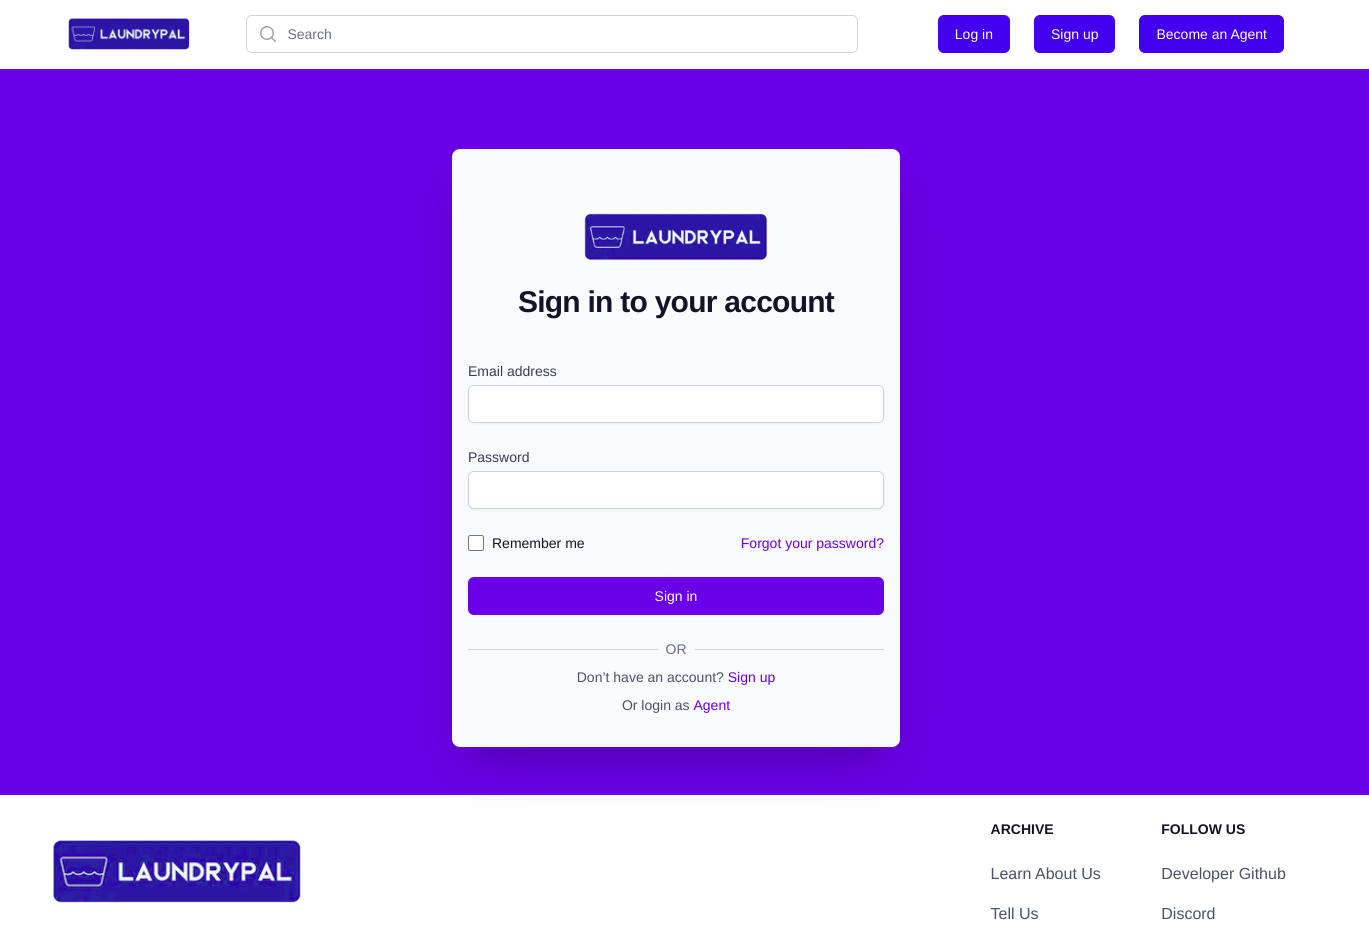 LAUNDRYPAL
Search
Log in
Sign up
Become an Agent
LAUNDRYPAL
Sign in to your account
Email address
Password
Remember me
Forgot your password?
Sign in
OR
Don’t have an account? Sign up
Or login as Agent
LAUNDRYPAL
ARCHIVE
Learn About Us
Tell Us
FOLLOW US
Developer Github
Discord